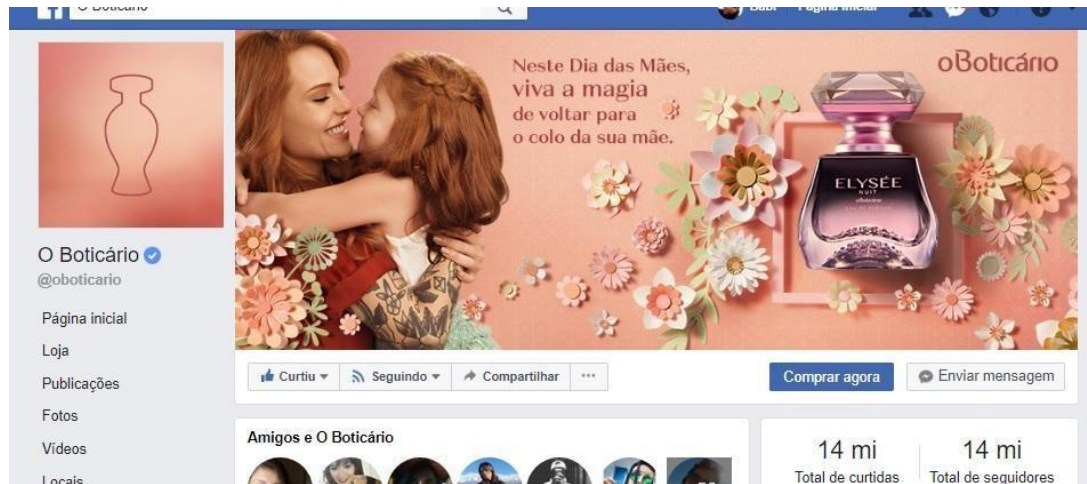 O Boticário
Babi
Página inicial
Neste Dia das Mães,
viva a magia
de voltar para
o colo da sua mãe.
oBoticário
ELYSÉE
NUIT
oBoticário
O Boticário
@oboticario
Página inicial
Loja
Publicações
Fotos
Vídeos
Locais
Curtiu
Seguindo
Compartilhar
Comprar agora
Enviar mensagem
Amigos e O Boticário
14 mi
Total de curtidas
14 mi
Total de seguidores